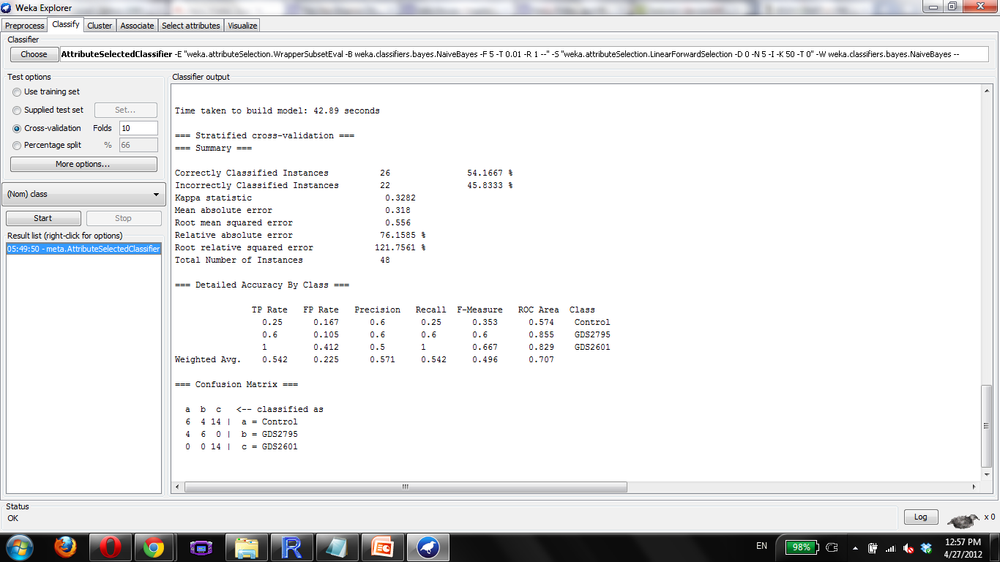 Weka Explorer
Preprocess Classify Cluster Associate Select attributes Visualize
Classifier
Choose AttributeSelectedClassifier -E "weka.attributeSelection.WrapperSubsetEval -B weka.classifiers.bayes.NaiveBayes -F 5 -T 0.01 -R 1 --" -S "weka.attributeSelection.LinearForwardSelection -D 0 -N 5 -I -K 50 -T 0" -W weka.classifiers.bayes.NaiveBayes --
Test options
Use training set
Supplied test set Set...
Cross-validation Folds 10
Percentage split % 66
More options...
(Nom) class
Start Stop
Result list (right-click for options)
05:49:50 - meta.AttributeSelectedClassifier
Classifier output
Time taken to build model: 42.89 seconds
=== Stratified cross-validation ===
=== Summary ===
Correctly Classified Instances 26 54.1667 %
Incorrectly Classified Instances 22 45.8333 %
Kappa statistic 0.3282
Mean absolute error 0.318
Root mean squared error 0.556
Relative absolute error 76.1585 %
Root relative squared error 121.7561 %
Total Number of Instances 48
=== Detailed Accuracy By Class ===
TP Rate FP Rate Precision Recall F-Measure ROC Area Class
0.25 0.167 0.6 0.25 0.353 0.574 Control
0.6 0.105 0.6 0.6 0.6 0.855 GDS2795
1 0.412 0.5 1 0.667 0.829 GDS2601
Weighted Avg. 0.542 0.225 0.571 0.542 0.496 0.707
=== Confusion Matrix ===
a b c <-- classified as
6 4 14 | a = Control
4 6 0 | b = GDS2795
0 0 14 | c = GDS2601
Status
OK
Log x 0
EN 98% 12:57 PM
4/27/2012